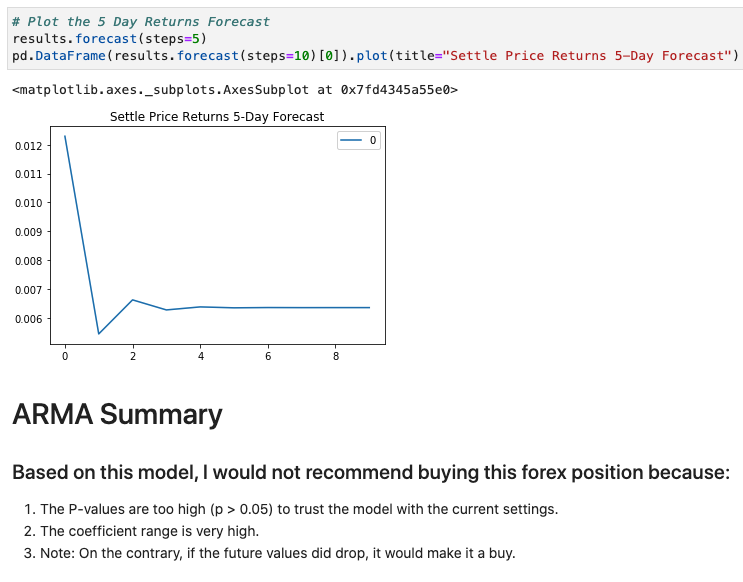 # Plot the 5 Day Returns Forecast
results.forecast(steps=5)
pd.DataFrame(results.forecast(steps=10)[0]).plot(title="Settle Price Returns 5-Day Forecast")
<matplotlib.axes._subplots.AxesSubplot at 0x7fd4345a55e0>
Settle Price Returns 5-Day Forecast
0
0.012
0.011
0.010
0.009
0.008
0.007
0.006
0 2 4 6 8
ARMA Summary
Based on this model, I would not recommend buying this forex position because:
1. The P-values are too high (p > 0.05) to trust the model with the current settings.
2. The coefficient range is very high.
3. Note: On the contrary, if the future values did drop, it would make it a buy.